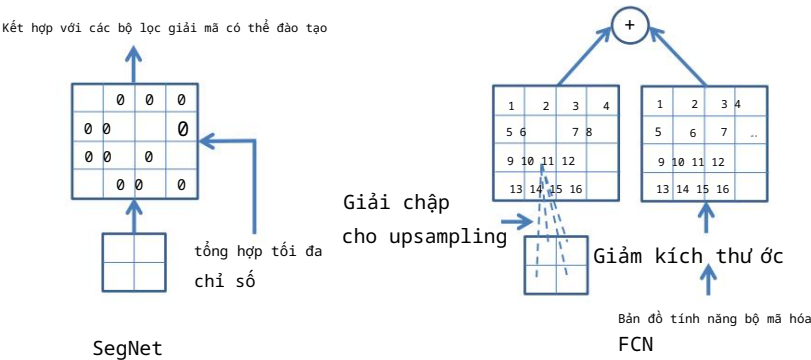 Kết hợp với các bộ lọc giải mã có thể đào tạo
0 0 0
0 0 0
0 0 0
0 0 0
tổng hợp tối đa
chỉ số
SegNet
+
1 2 3 4
5 6 7 8
9 10 11 12
13 14 15 16
1 2 3 4
5 6 7 ..
9 10 11 12
13 14 15 16
Giải chập
cho upsampling
Giảm kích thư ớc
Bản đồ tính năng bộ mã hóa
FCN